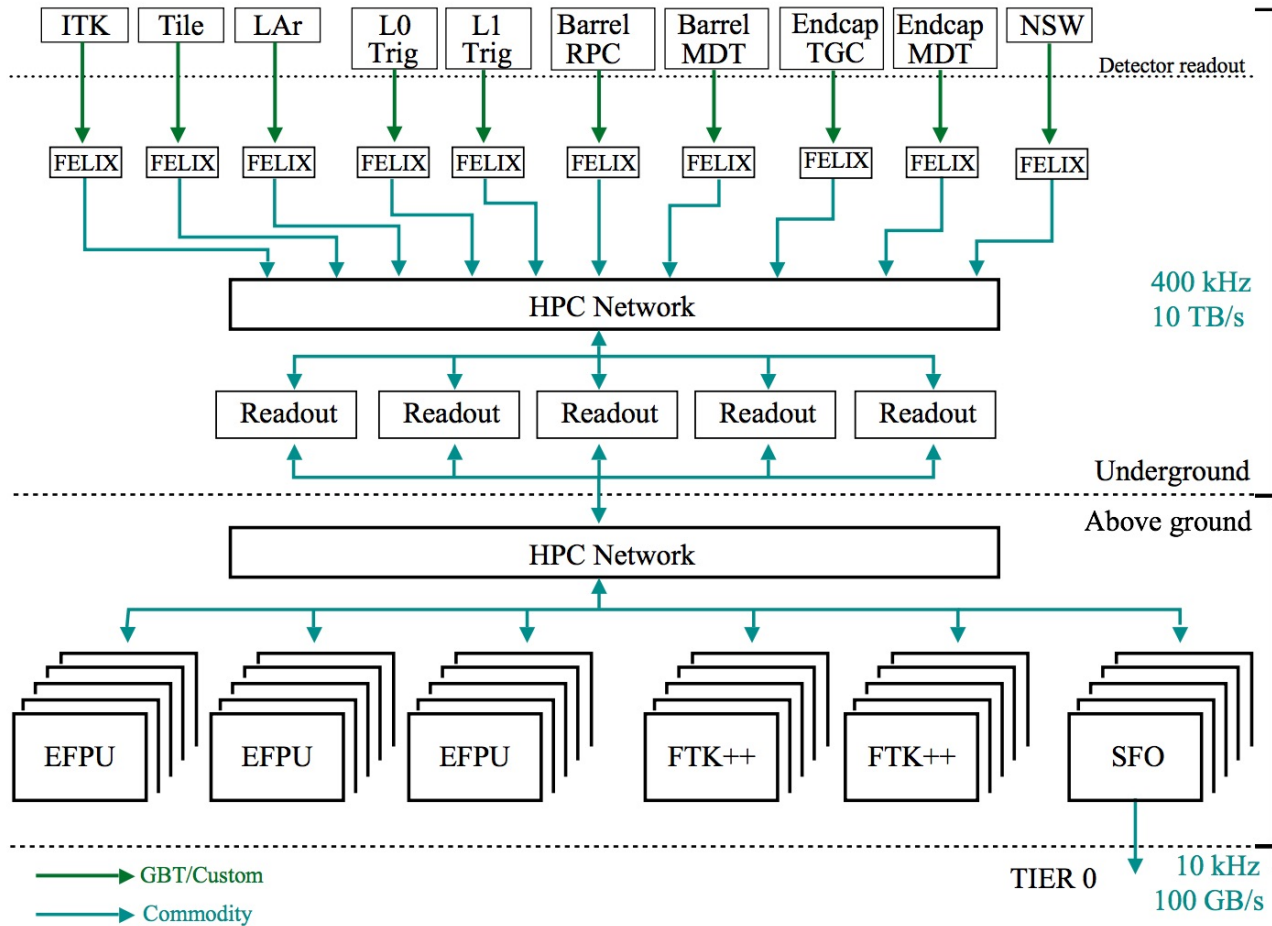 ITK
Tile
LAr
L0
Trig
L1
Trig
Barrel
RPC
Barrel
MDT
Endcap
TGC
Endcap
MDT
NSW
Detector readout
FELIX
FELIX
FELIX
FELIX
FELIX
FELIX
FELIX
FELIX
FELIX
FELIX
HPC Network
400 kHz
10 TB/s
Readout
Readout
Readout
Readout
Readout
Underground
Above ground
HPC Network
EFPU
EFPU
EFPU
FTK++
FTK++
SFO
GBT/Custom
Commodity
TIER 0
10 kHz
100 GB/s